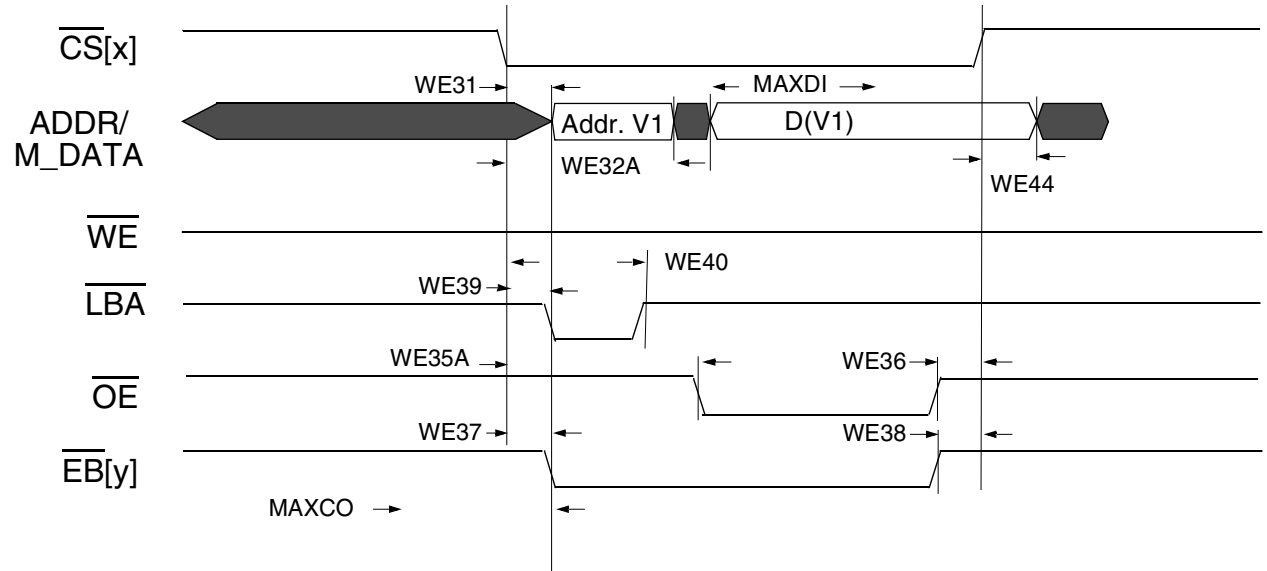 CS[x]
WE31
MAXDI
ADDR/
M_DATA
Addr. V1
D(V1)
WE32A
WE44
WE
WE40
WE39
LBA
WE35A
WE36
OE
WE37
WE38
EB[y]
MAXCO